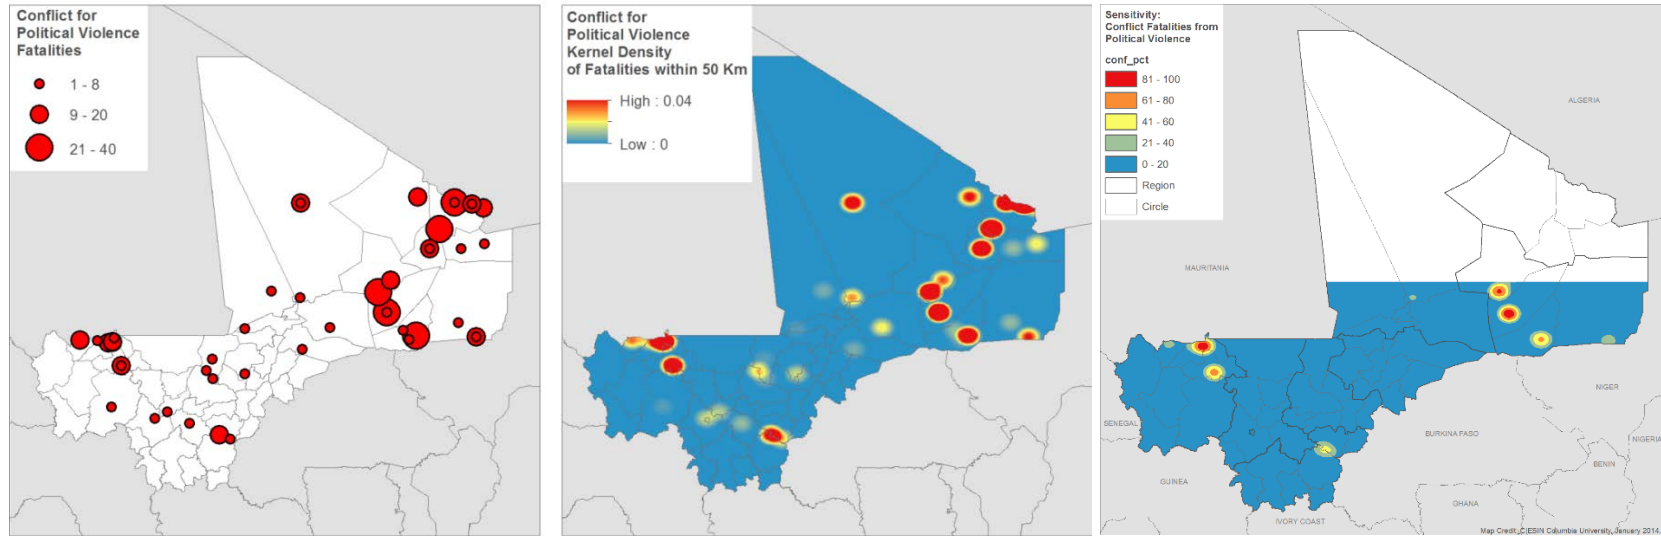 Conflict for
Political Violence
Fatalities
1 - 8
9 - 20
21 - 40
Conflict for
Political Violence
Kernel Density
of Fatalities within 50 Km
High : 0.04
Low : 0
Sensitivity:
Conflict Fatalities from
Political Violence
conf_pct
81 - 100
61 - 80
41 - 60
21 - 40
0 - 20
Region
Circle
ALGERIA
MAURITANIA
NIGER
SENEGAL
BURKINA FASO
NIGERIA
BENIN
GUINEA
GHANA
IVORY COAST
Map Credit: CIESIN Columbia University, January 2014.